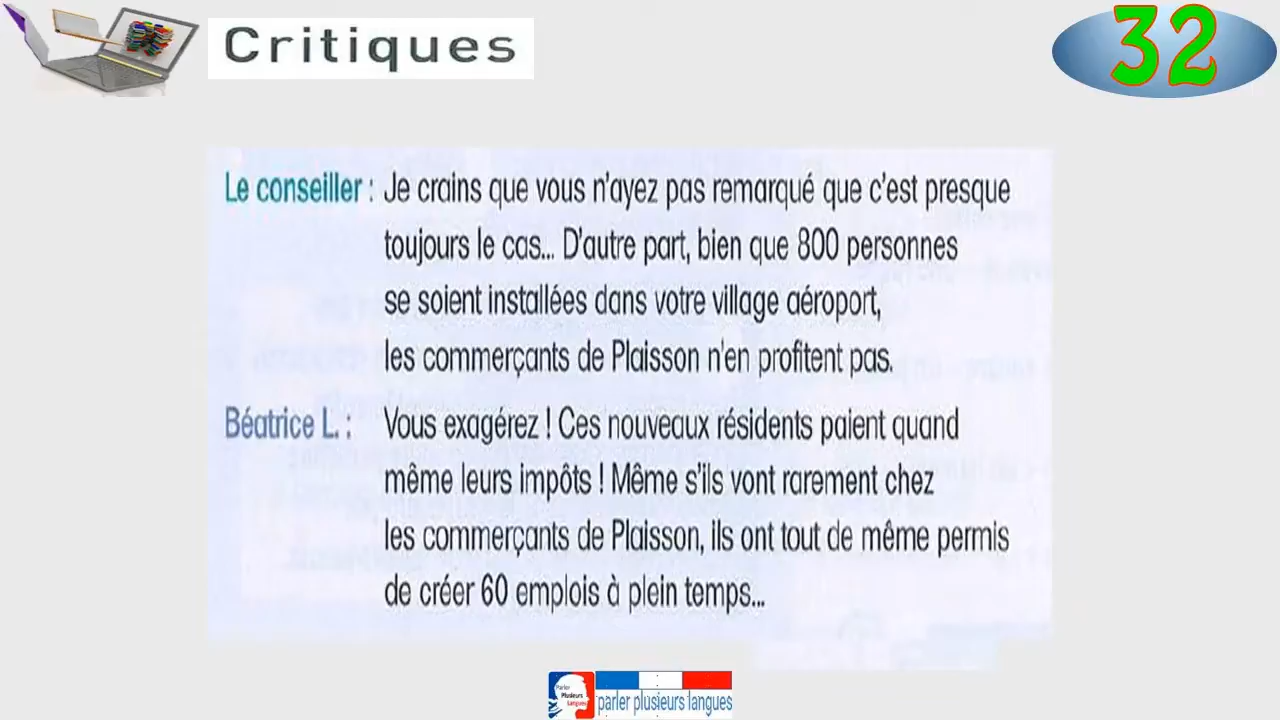 Critiques
32
Le conseiller : Je crains que vous n'ayez pas remarqué que c'est presque
toujours le cas... D'autre part, bien que 800 personnes
se soient installées dans votre village aéroport,
les commerçants de Plaisson n'en profitent pas.
Béatrice L. : Vous exagérez ! Ces nouveaux résidents paient quand
même leurs impôts ! Même s'ils vont rarement chez
les commerçants de Plaisson, ils ont tout de même permis
de créer 60 emplois à plein temps...
Parler
Plusieurs
Langues
parler plusieurs langues